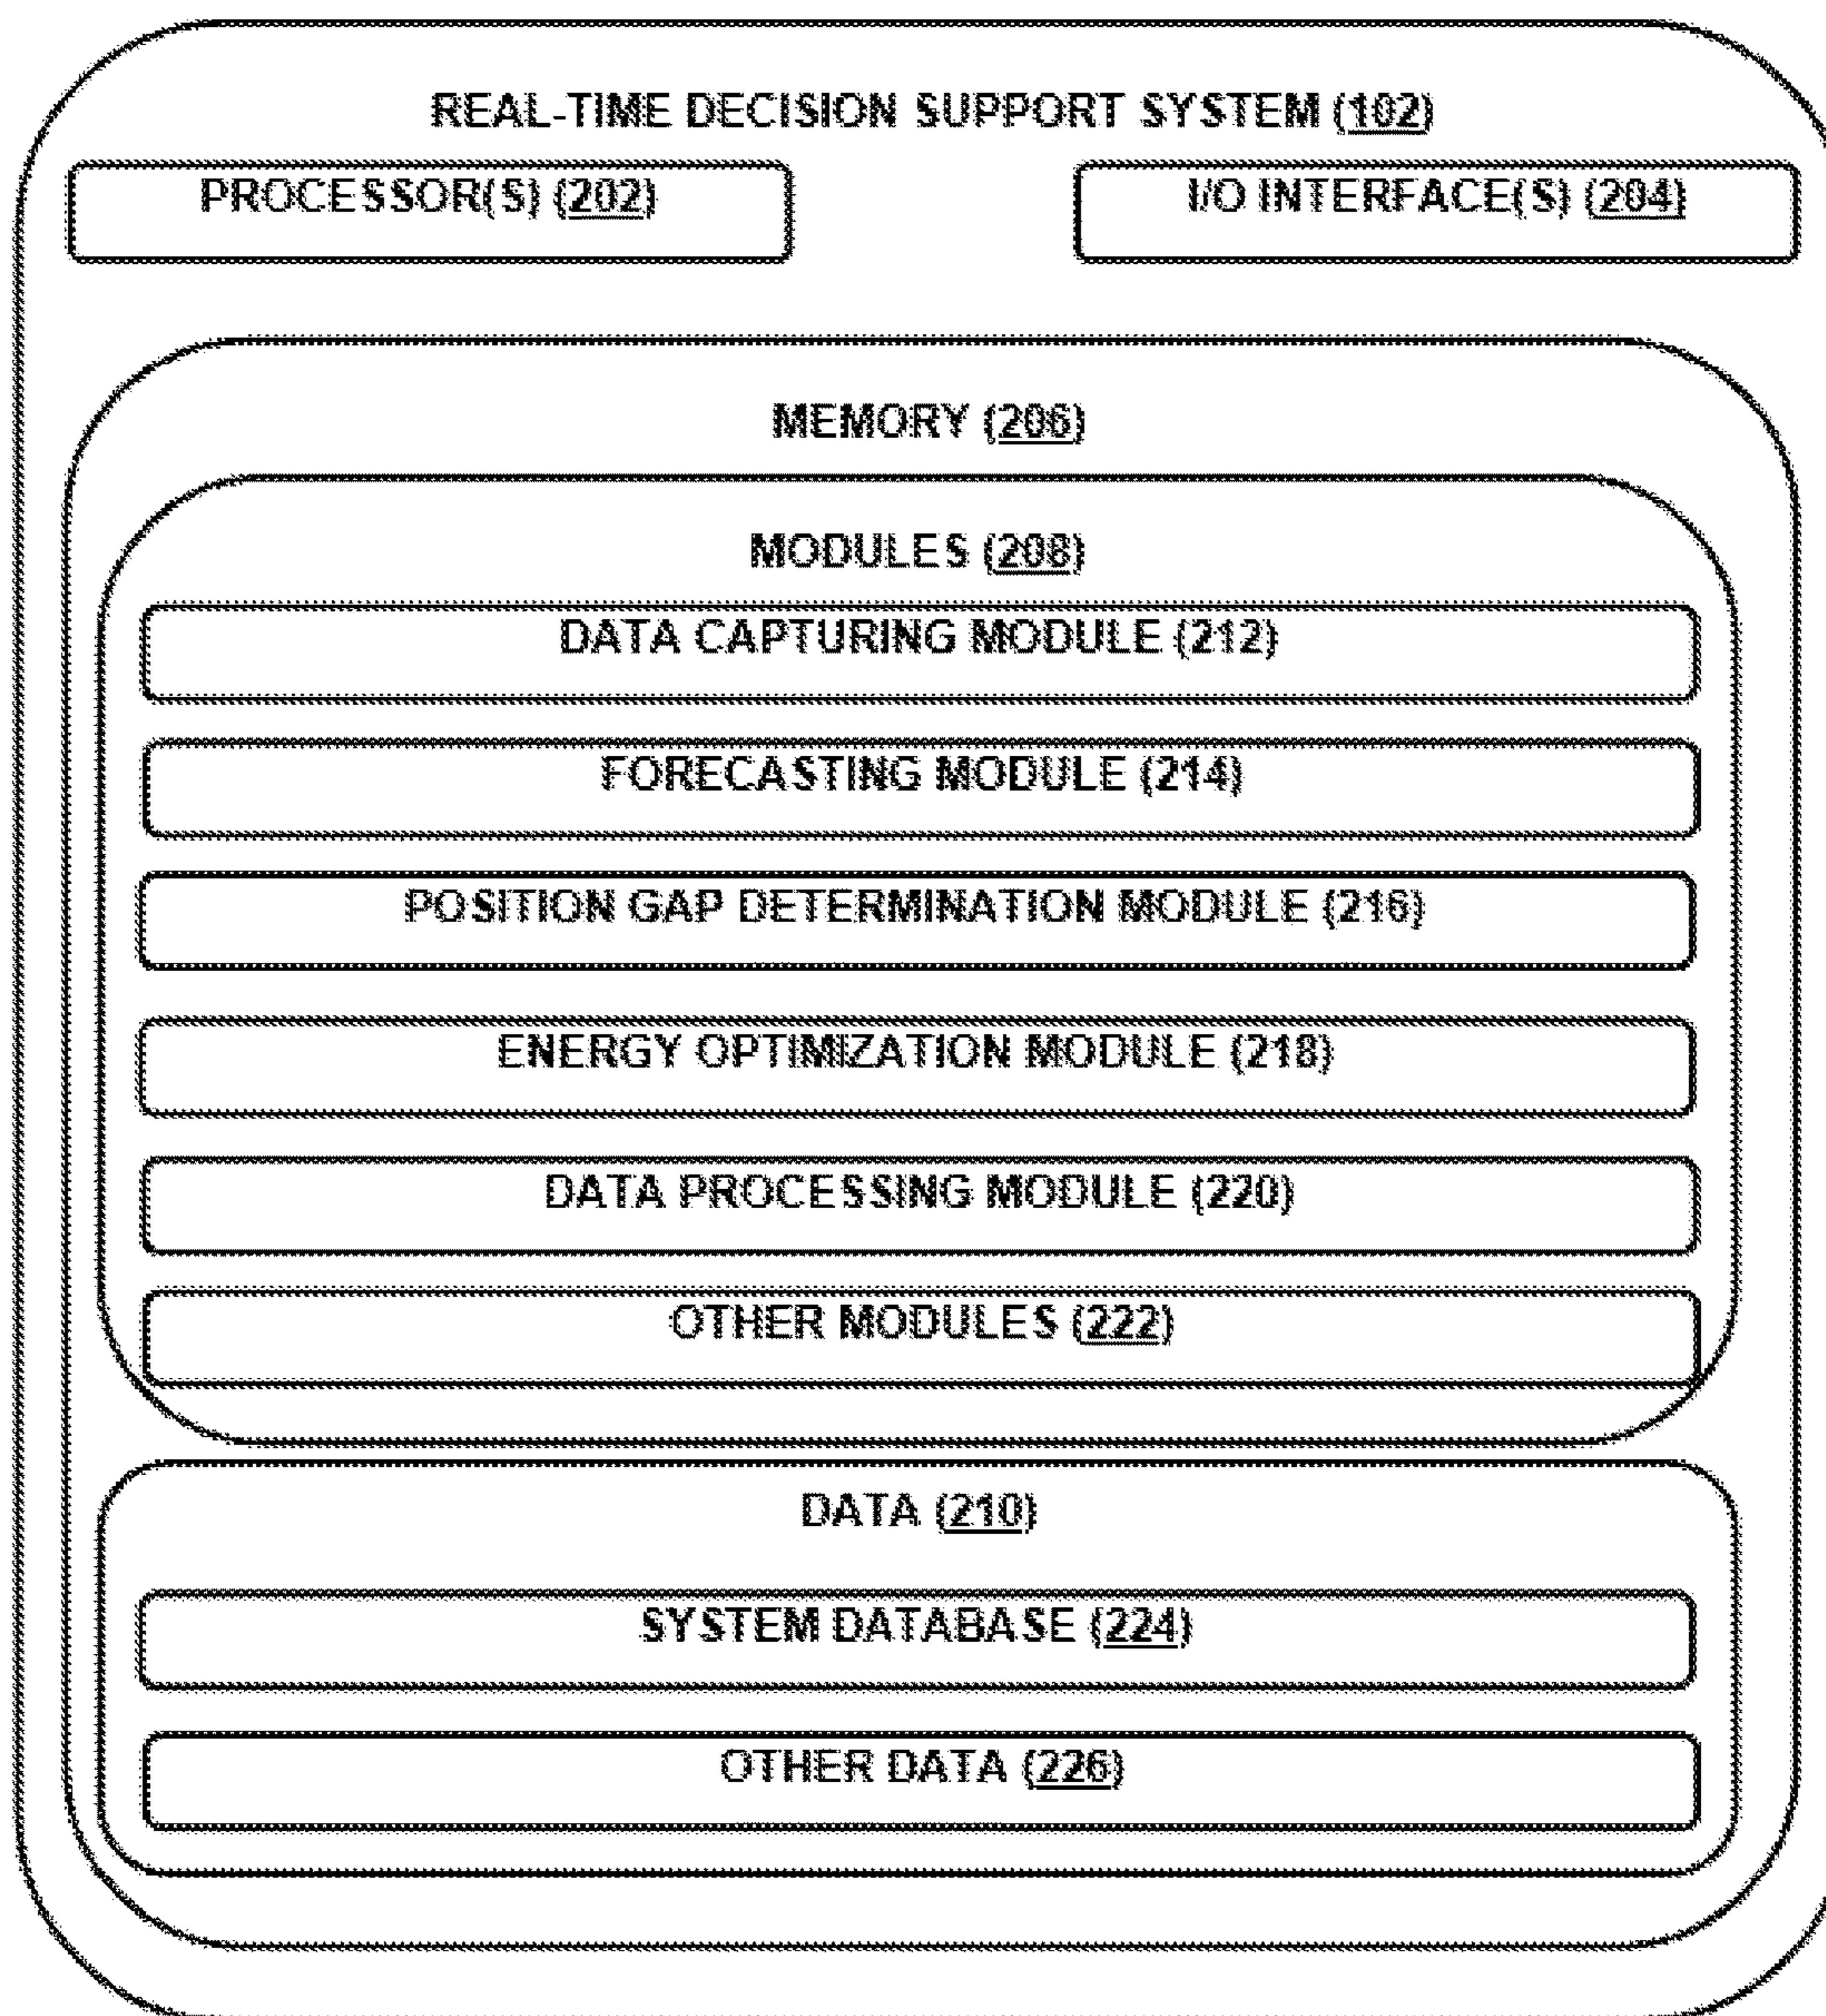 REAL-TIME DECISION SUPPORT SYSTEM (102)
PROCESSOR(S) (202)
I/O INTERFACE(S) (204)
MEMORY (206)
MODULES (208)
DATA CAPTURING MODULE (212)
FORECASTING MODULE (214)
POSITION GAP DETERMINATION MODULE (216)
ENERGY OPTIMIZATION MODULE (218)
DATA PROCESSING MODULE (220)
OTHER MODULES (222)
DATA (210)
SYSTEM DATABASE (224)
OTHER DATA (226)